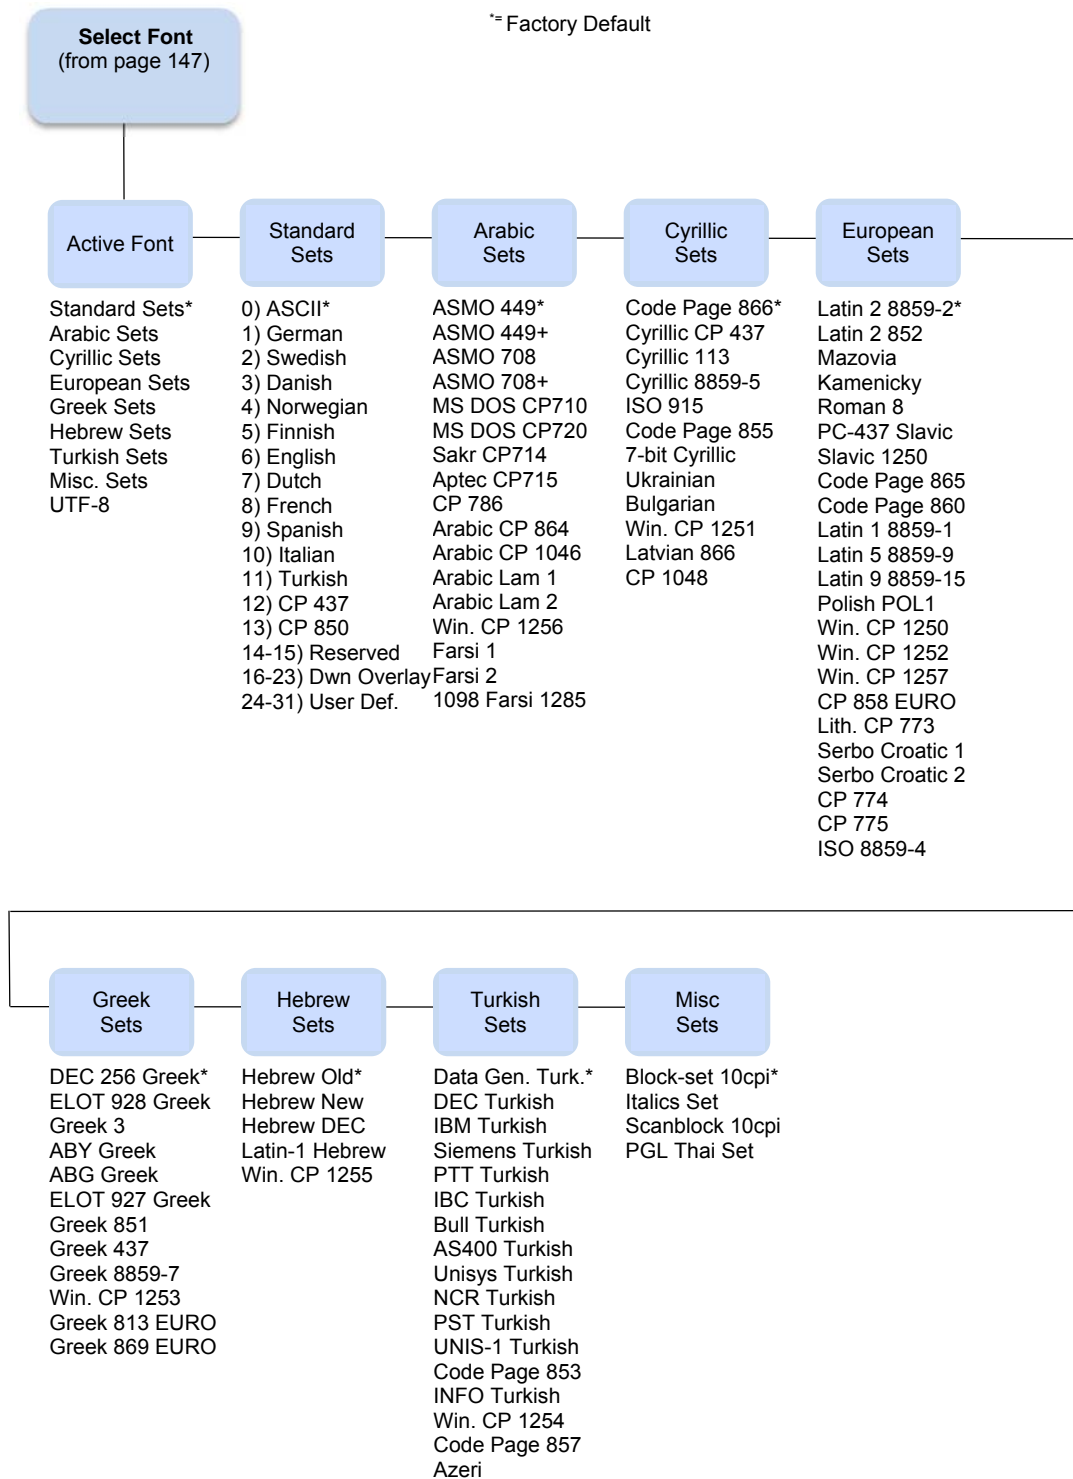 *= Factory Default
Select Font
(from page 147)
Active Font
Standard Sets*
Arabic Sets
Cyrillic Sets
European Sets
Greek Sets
Hebrew Sets
Turkish Sets
Misc. Sets
UTF-8
Standard
Sets
0) ASCII*
1) German
2) Swedish
3) Danish
4) Norwegian
5) Finnish
6) English
7) Dutch
8) French
9) Spanish
10) Italian
11) Turkish
12) CP 437
13) CP 850
14-15) Reserved
16-23) Dwn Overlay
24-31) User Def.
Arabic
Sets
ASMO 449*
ASMO 449+
ASMO 708
ASMO 708+
MS DOS CP710
MS DOS CP720
Sakr CP714
Aptec CP715
CP 786
Arabic CP 864
Arabic CP 1046
Arabic Lam 1
Arabic Lam 2
Win. CP 1256
Farsi 1
Farsi 2
1098 Farsi 1285
Cyrillic
Sets
Code Page 866*
Cyrillic CP 437
Cyrillic 113
Cyrillic 8859-5
ISO 915
Code Page 855
7-bit Cyrillic
Ukrainian
Bulgarian
Win. CP 1251
Latvian 866
CP 1048
European
Sets
Latin 2 8859-2*
Latin 2 852
Mazovia
Kamenicky
Roman 8
PC-437 Slavic
Slavic 1250
Code Page 865
Code Page 860
Latin 1 8859-1
Latin 5 8859-9
Latin 9 8859-15
Polish POL1
Win. CP 1250
Win. CP 1252
Win. CP 1257
CP 858 EURO
Lith. CP 773
Serbo Croatic 1
Serbo Croatic 2
CP 774
CP 775
ISO 8859-4
Greek
Sets
DEC 256 Greek*
ELOT 928 Greek
Greek 3
ABY Greek
ABG Greek
ELOT 927 Greek
Greek 851
Greek 437
Greek 8859-7
Win. CP 1253
Greek 813 EURO
Greek 869 EURO
Hebrew
Sets
Hebrew Old*
Hebrew New
Hebrew DEC
Latin-1 Hebrew
Win. CP 1255
Turkish
Sets
Data Gen. Turk.*
DEC Turkish
IBM Turkish
Siemens Turkish
PTT Turkish
IBC Turkish
Bull Turkish
AS400 Turkish
Unisys Turkish
NCR Turkish
PST Turkish
UNIS-1 Turkish
Code Page 853
INFO Turkish
Win. CP 1254
Code Page 857
Azeri
Misc
Sets
Block-set 10cpi*
Italics Set
Scanblock 10cpi
PGL Thai Set